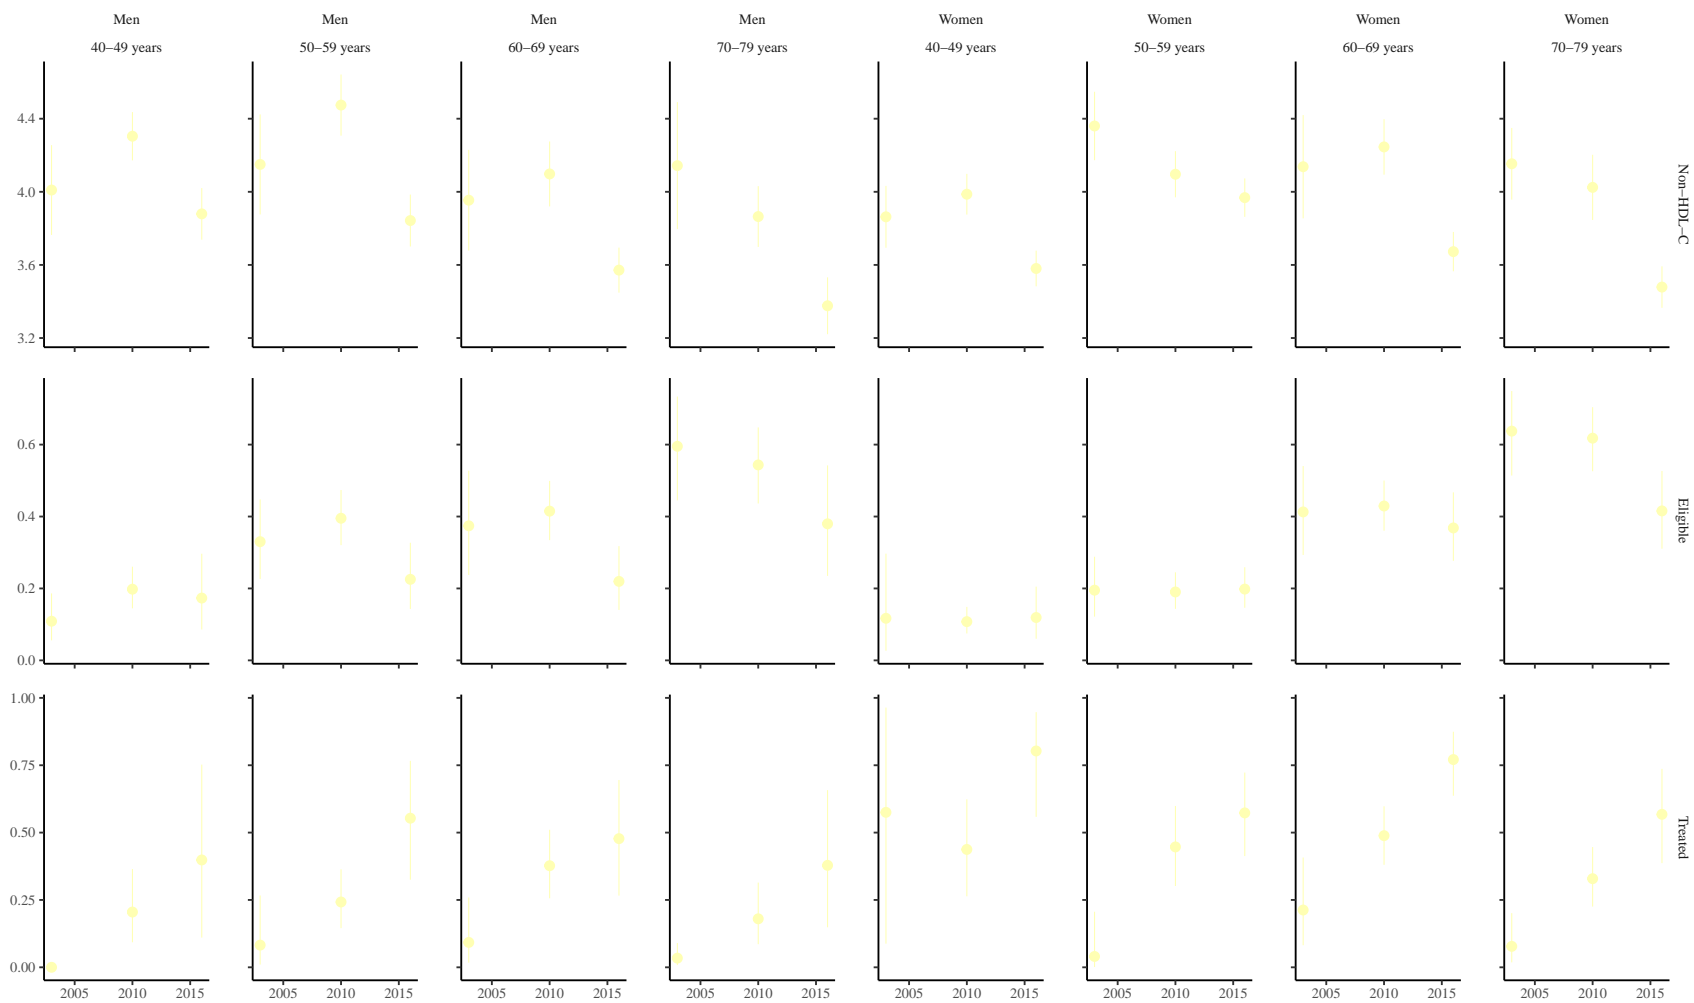 Men Men Men Men Women Women Women Women
40–49 years 50–59 years 60–69 years 70–79 years 40–49 years 50–59 years 60–69 years 70–79 years
4.4
4.0
3.6
3.2
Non–HDL–C
0.6
0.4
0.2
0.0
Eligible
1.00
0.75
0.50
0.25
0.00
Treated
2005 2010 2015 2005 2010 2015 2005 2010 2015 2005 2010 2015 2005 2010 2015 2005 2010 2015 2005 2010 2015 2005 2010 2015